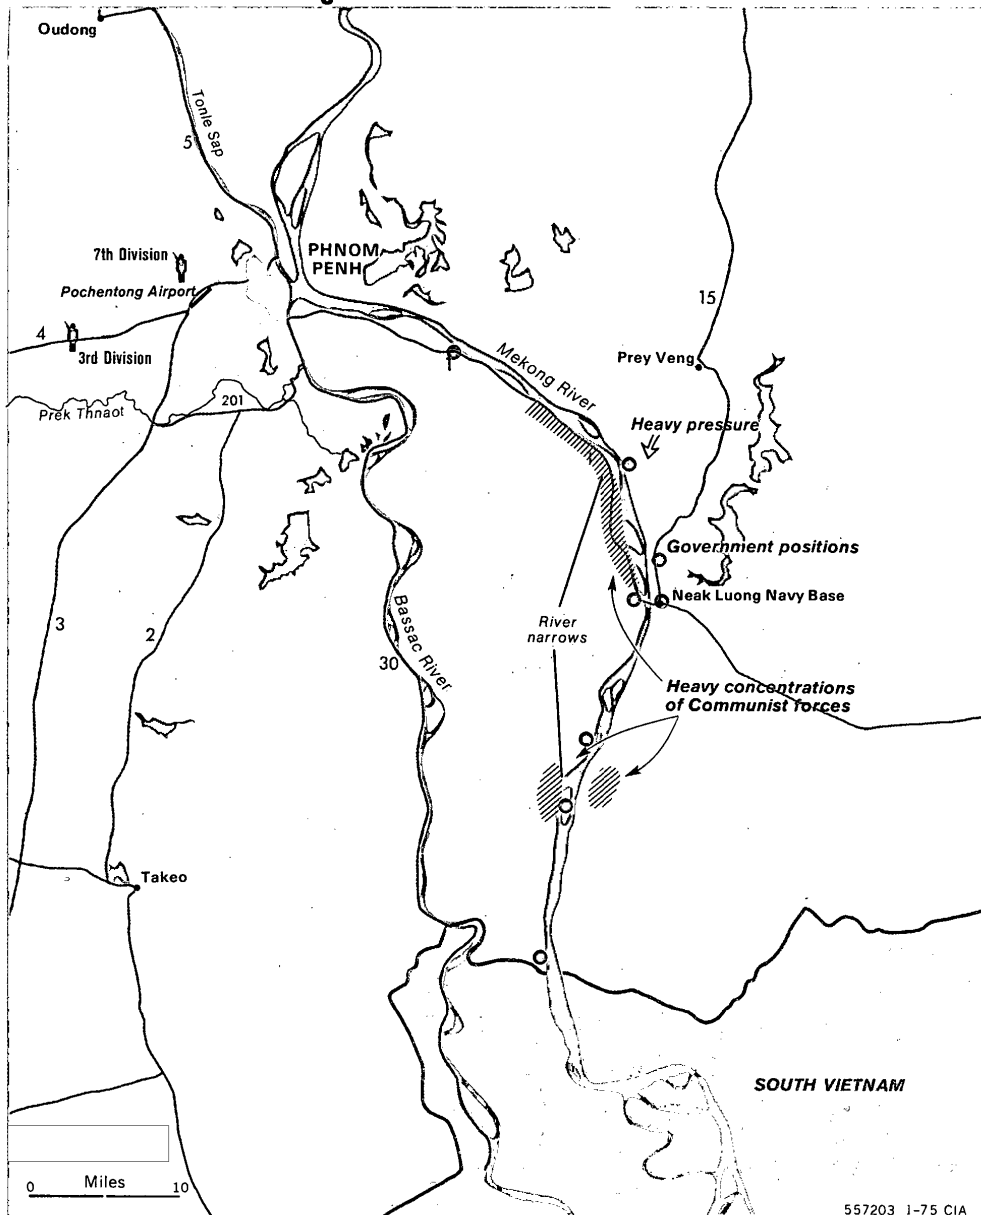 Oudong
Tonle Sap
5
7th Division
PHNOM
PENH
Pochentong Airport
15
4
3rd Division
Mekong River
Prey Veng
201
Prek Thnaot
Heavy pressure
Government positions
Neak Luong Navy Base
3
2
River
narrows
Bassac River
30
Heavy concentrations
of Communist forces
Takeo
SOUTH VIETNAM
Miles
0 10
557203 1-75 CIA